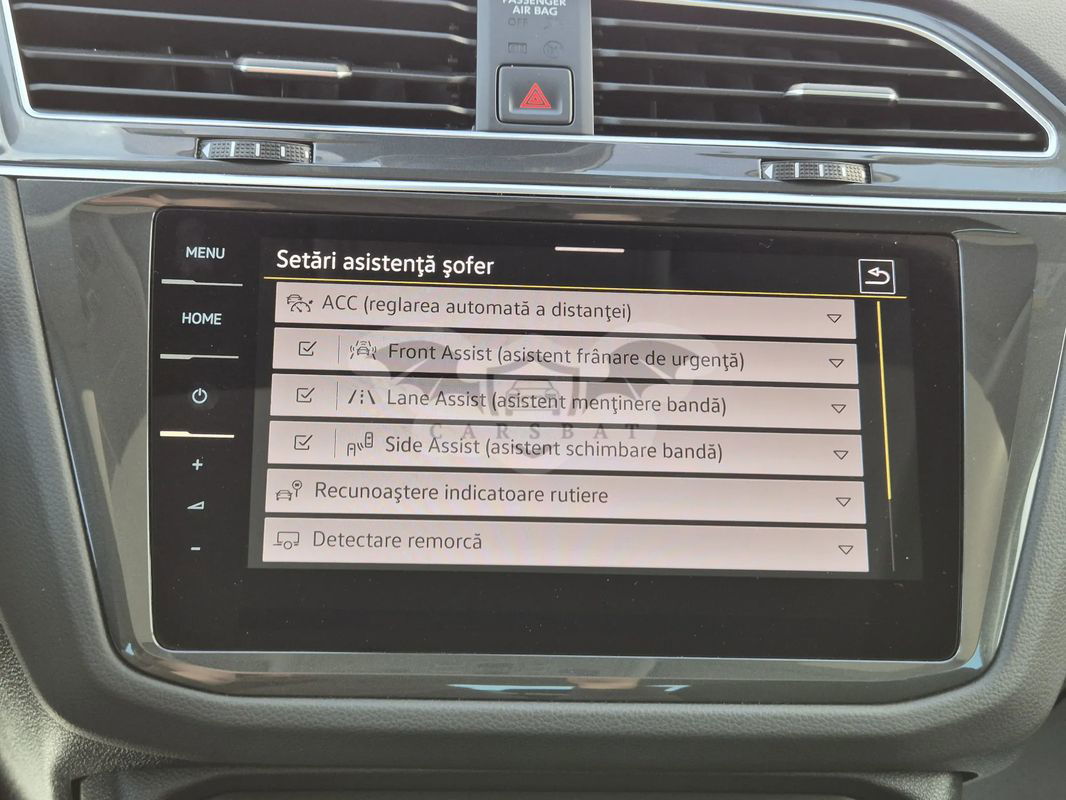 PASSENGER
AIR BAG
OFF
MENU
HOME
+
-
Setări asistenţă şofer
ACC (reglarea automată a distanţei)
Front Assist (asistent frânare de urgenţă)
Lane Assist (asistent menţinere bandă)
CARSBAT
Side Assist (asistent schimbare bandă)
Recunoaştere indicatoare rutiere
Detectare remorcă